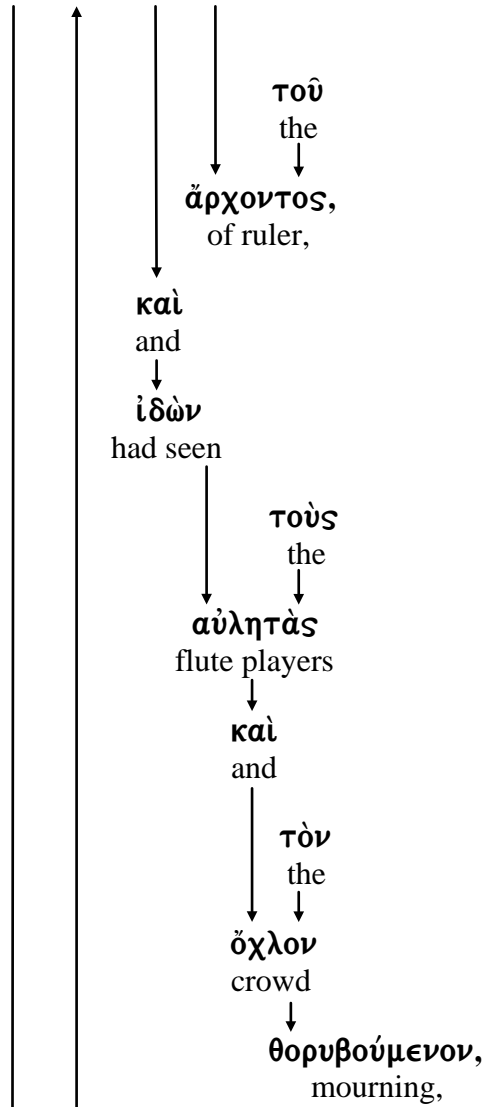 τοῦ
the
ἄρχοντος,
of ruler,
καὶ
and
ἰδὼν
had seen
τοὺς
the
αὐλητὰς
flute players
καὶ
and
τὸν
the
ὄχλον
crowd
θορυβούμενον,
mourning,